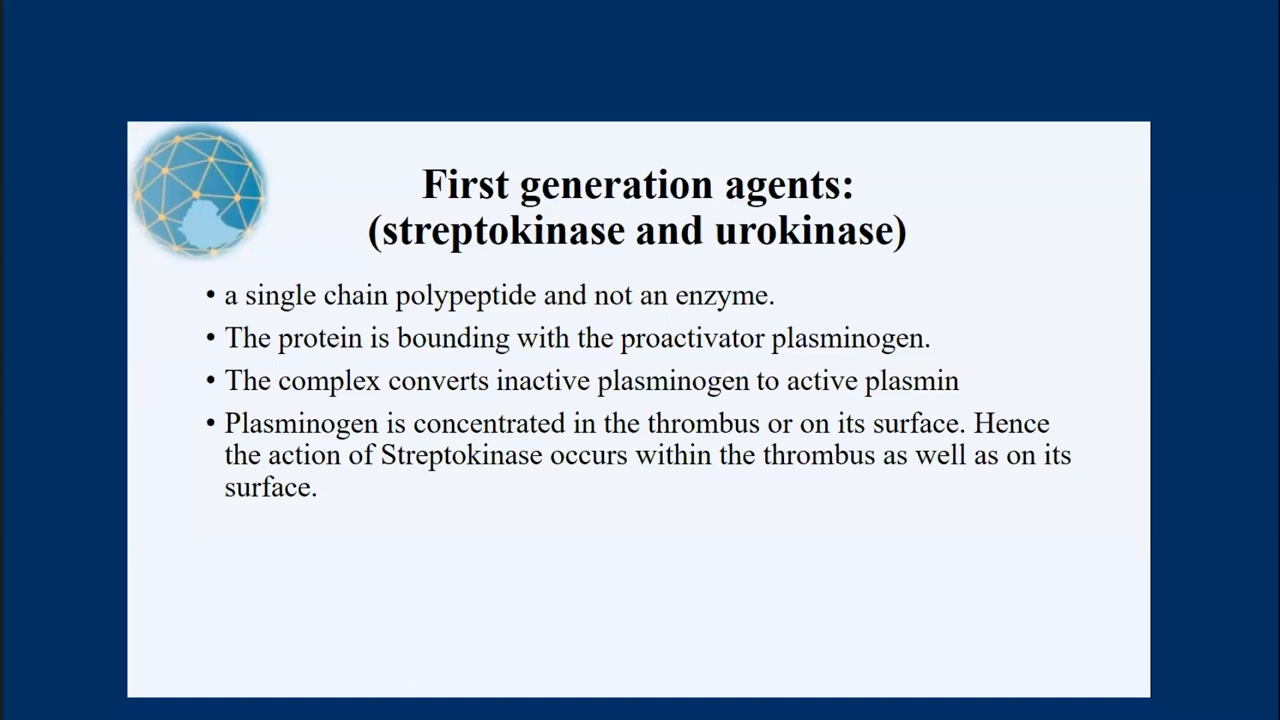 First generation agents:
(streptokinase and urokinase)
• a single chain polypeptide and not an enzyme.
• The protein is bounding with the proactivator plasminogen.
• The complex converts inactive plasminogen to active plasmin
• Plasminogen is concentrated in the thrombus or on its surface. Hence
the action of Streptokinase occurs within the thrombus as well as on its
surface.